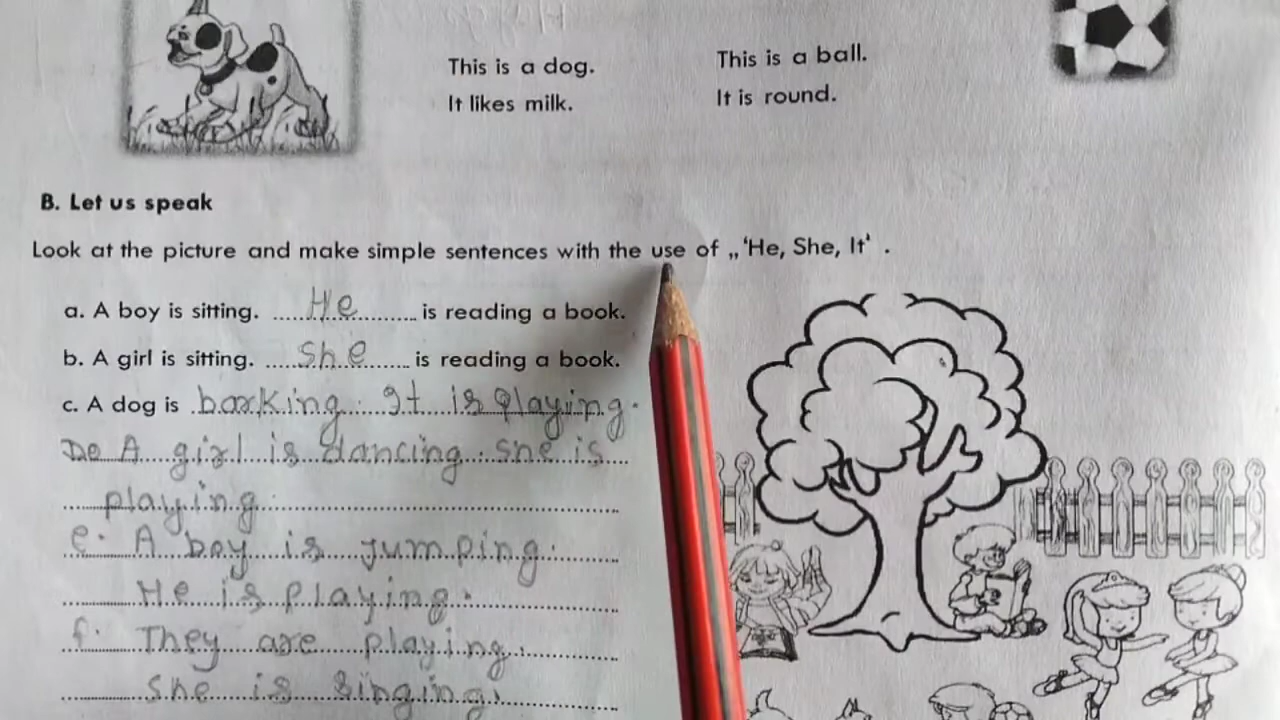 This is a dog.
It likes milk.
This is a ball.
It is round.
B. Let us speak
Look at the picture and make simple sentences with the use of „'He, She, It' .
a. A boy is sitting. ....He.... is reading a book.
b. A girl is sitting. ....she.... is reading a book.
c. A dog is barking. It is playing.
De A girl is dancing. she is
playing.
e. A boy is jumping.
He is playing.
f. They are playing.
she is singing.